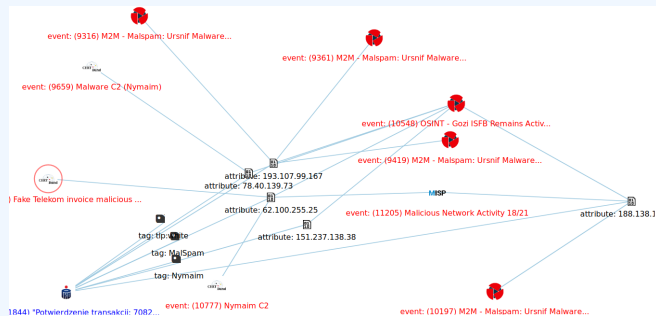 event: (9316) M2M - Malspam: Ursnif Malware...
event: (9361) M2M - Malspam: Ursnif Malware...
event: (9659) Malware C2 (Nymaim)
event: (10548) OSINT - Gozi ISFB Remains Activ...
event: (9419) M2M - Malspam: Ursnif Malware...
attribute: 193.107.99.167
attribute: 78.40.139.73
) Fake Telekom invoice malicious ...
MISP
attribute: 62.100.255.25
event: (11205) Malicious Network Activity 18/21
attribute: 188.138.1
tag: tlp:white
attribute: 151.237.138.38
tag: MalSpam
tag: Nymaim
event: (10777) Nymaim C2
1844) "Potwierdzenie transakcji: 7082...
event: (10197) M2M - Malspam: Ursnif Malware...